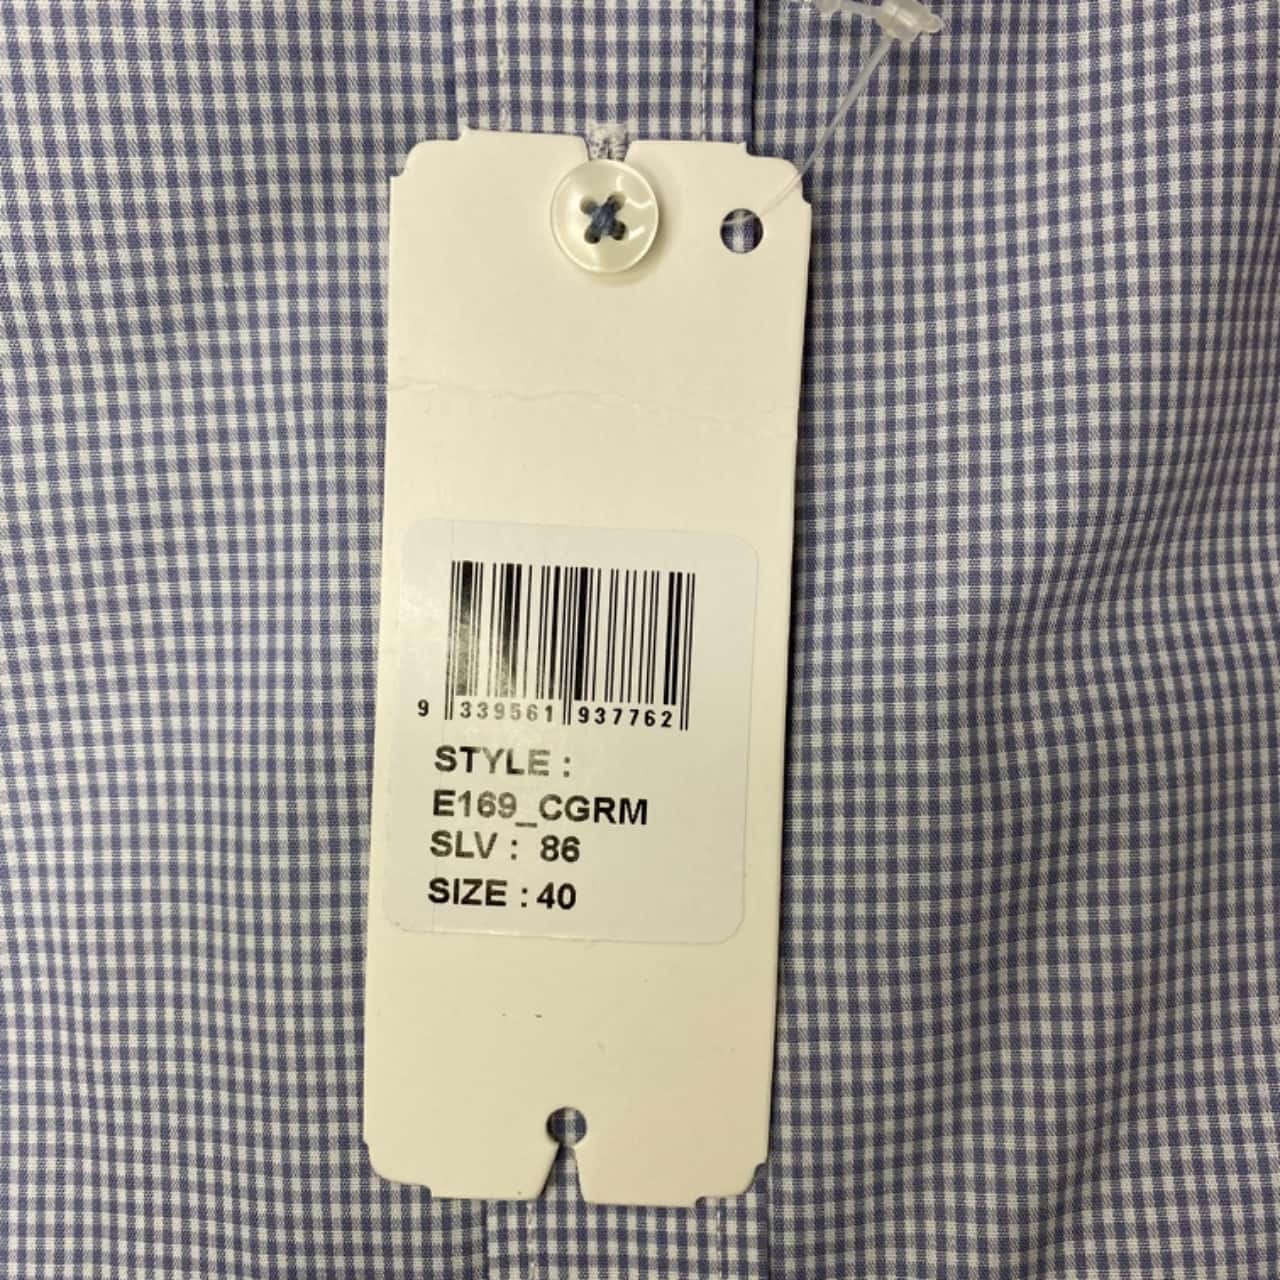 9 339561 937762
STYLE :
E169_CGRM
SLV : 86
SIZE : 40